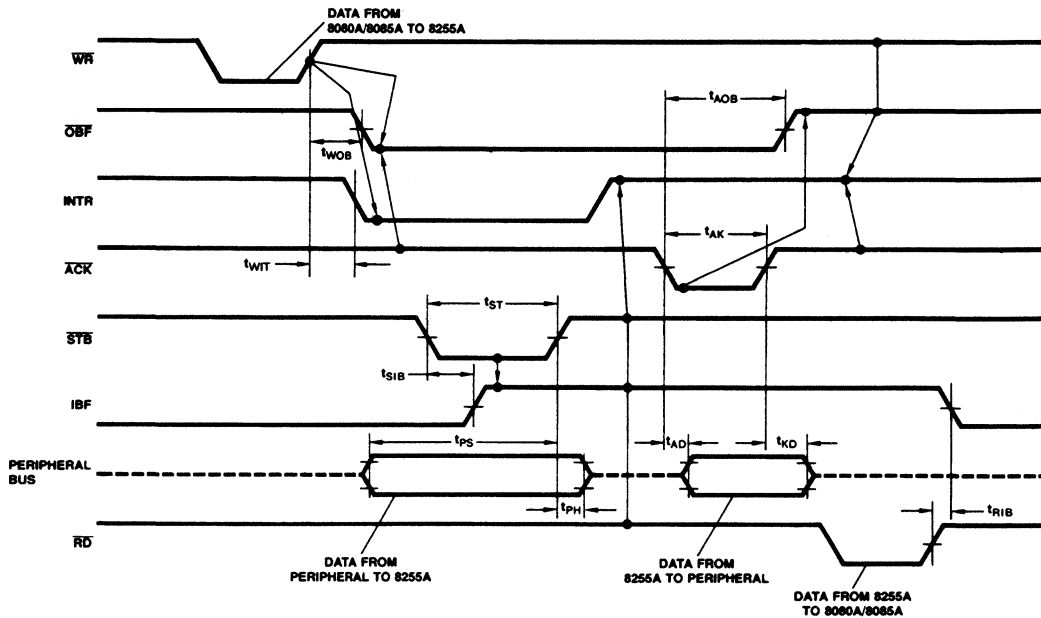 DATA FROM
8080A/8085A TO 8255A
WR
tAOB
OBF
tWOB
INTR
tAK
ACK
tWIT
tST
STB
tSIB
IBF
tPS
tAD
tKD
PERIPHERAL
BUS
tPH
tRIB
RD
DATA FROM
PERIPHERAL TO 8255A
DATA FROM
8255A TO PERIPHERAL
DATA FROM 8255A
TO 8080A/8085A